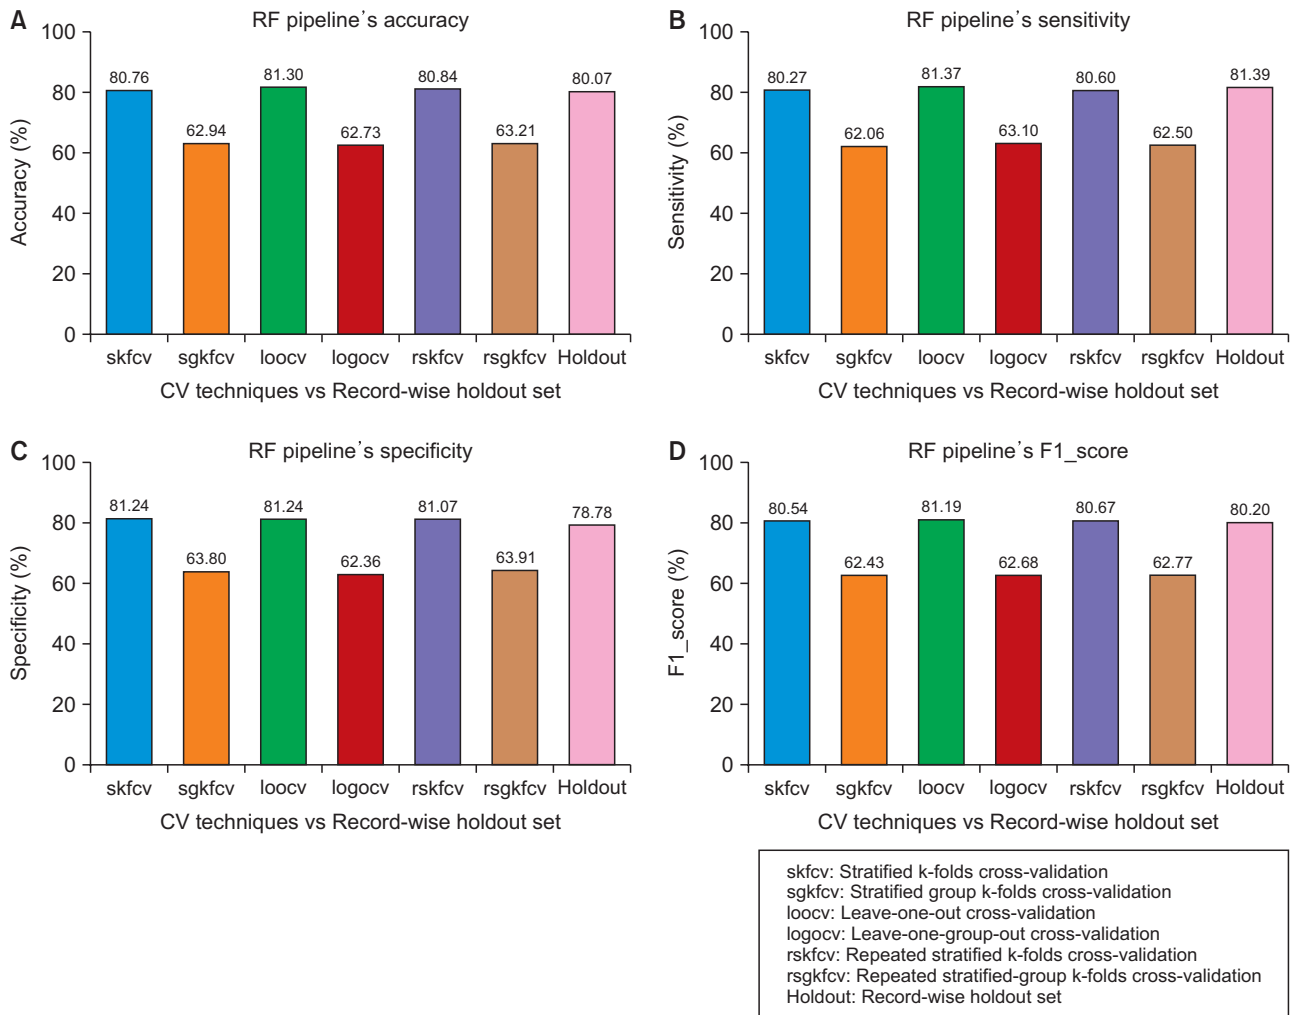 A
RF pipeline's accuracy
Accuracy (%)
100
80
60
40
20
0
80.76
62.94
81.30
62.73
80.84
63.21
80.07
skfcv sgkfcv loocv logocv rskfcv rsgkfcv Holdout
CV techniques vs Record-wise holdout set
B
RF pipeline's sensitivity
Sensitivity (%)
100
80
60
40
20
0
80.27
62.06
81.37
63.10
80.60
62.50
81.39
skfcv sgkfcv loocv logocv rskfcv rsgkfcv Holdout
CV techniques vs Record-wise holdout set
C
RF pipeline's specificity
Specificity (%)
100
80
60
40
20
0
81.24
63.80
81.24
62.36
81.07
63.91
78.78
skfcv sgkfcv loocv logocv rskfcv rsgkfcv Holdout
CV techniques vs Record-wise holdout set
D
RF pipeline's F1_score
F1_score (%)
100
80
60
40
20
0
80.54
62.43
81.19
62.68
80.67
62.77
80.20
skfcv sgkfcv loocv logocv rskfcv rsgkfcv Holdout
CV techniques vs Record-wise holdout set
skfcv: Stratified k-folds cross-validation
sgkfcv: Stratified group k-folds cross-validation
loocv: Leave-one-out cross-validation
logocv: Leave-one-group-out cross-validation
rskfcv: Repeated stratified k-folds cross-validation
rsgkfcv: Repeated stratified-group k-folds cross-validation
Holdout: Record-wise holdout set